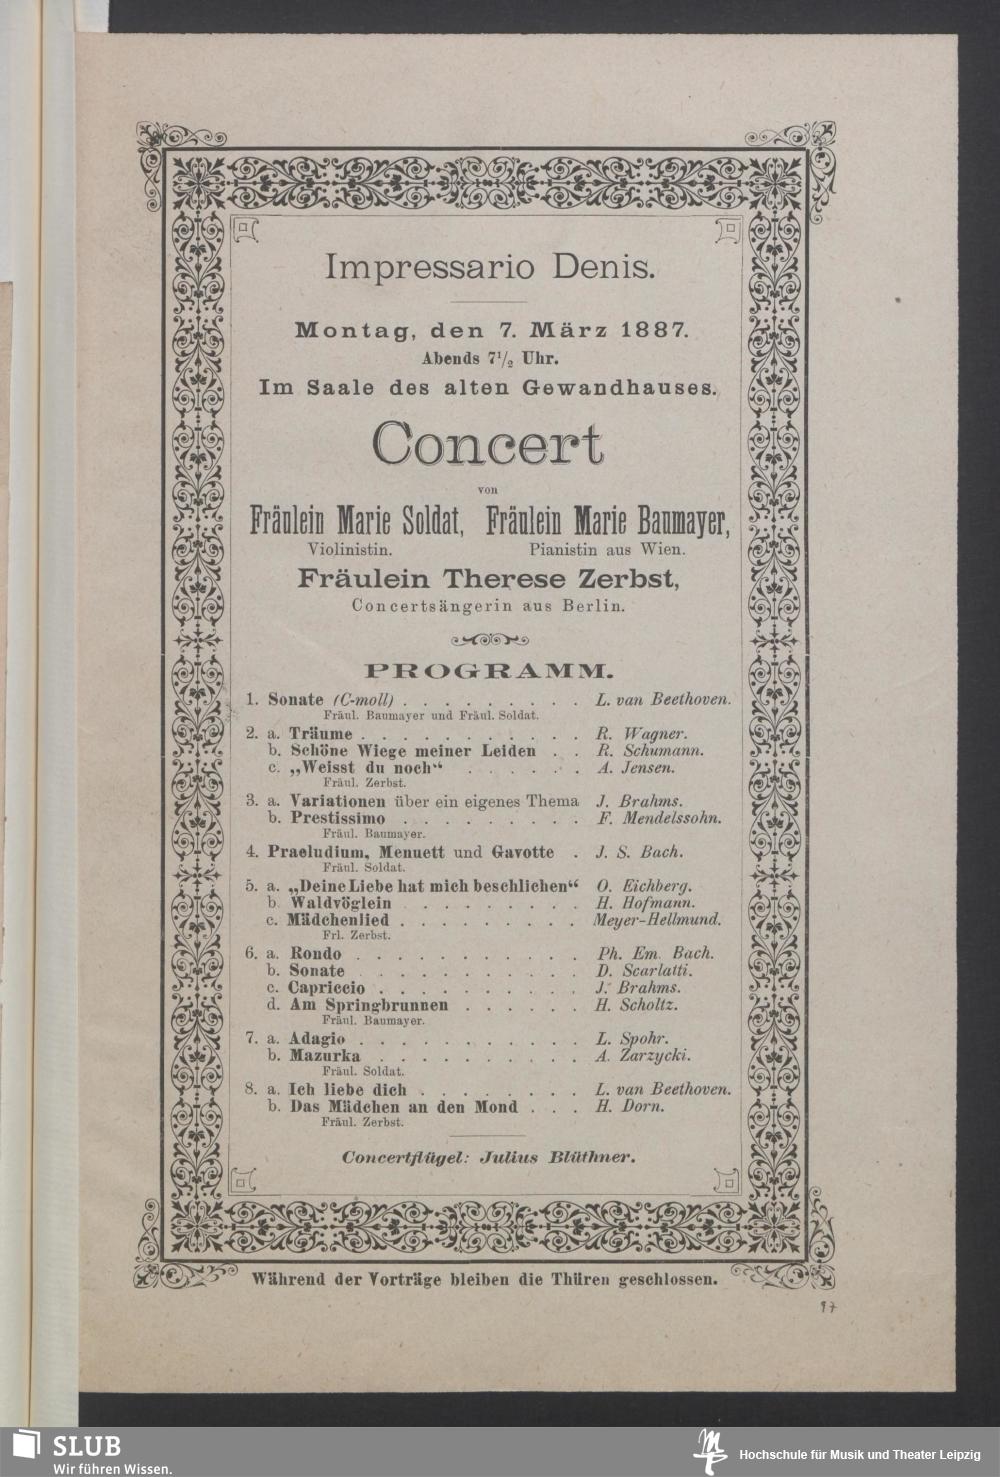 Impressario Denis.
Montag, den 7. März 1887.
Abends 7½ Uhr.
Im Saale des alten Gewandhauses.
Concert
von
Fräulein Marie Soldat, Fräulein Marie Baumayer,
Violinistin. Pianistin aus Wien.
Fräulein Therese Zerbst,
Concertsängerin aus Berlin.
PROGRAMM.
1. Sonate (C-moll) . . . . . . . . . L. van Beethoven.
Fräul. Baumayer und Fräul. Soldat.
2. a. Träume . . . . . . . . . . . R. Wagner.
b. Schöne Wiege meiner Leiden . . R. Schumann.
c. „Weisst du noch“ . . . . . . A. Jensen.
Fräul. Zerbst.
3. a. Variationen über ein eigenes Thema J. Brahms.
b. Prestissimo . . . . . . . . . F. Mendelssohn.
Fräul. Baumayer.
4. Praeludium, Menuett und Gavotte . J. S. Bach.
Fräul. Soldat.
5. a. „Deine Liebe hat mich beschlichen“ O. Eichberg.
b. Waldvöglein . . . . . . . . . H. Hofmann.
c. Mädchenlied . . . . . . . . . Meyer-Hellmund.
Frl. Zerbst.
6. a. Rondo . . . . . . . . . . . Ph. Em. Bach.
b. Sonate . . . . . . . . . . . D. Scarlatti.
c. Capriccio . . . . . . . . . . J. Brahms.
d. Am Springbrunnen . . . . . . H. Scholtz.
Fräul. Baumayer.
7. a. Adagio . . . . . . . . . . . L. Spohr.
b. Mazurka . . . . . . . . . . A. Zarzycki.
Fräul. Soldat.
8. a. Ich liebe dich . . . . . . . . L. van Beethoven.
b. Das Mädchen an den Mond . . . H. Dorn.
Fräul. Zerbst.
Concertflügel: Julius Blüthner.
Während der Vorträge bleiben die Thüren geschlossen.
97
SLUB
Wir führen Wissen.
Hochschule für Musik und Theater Leipzig